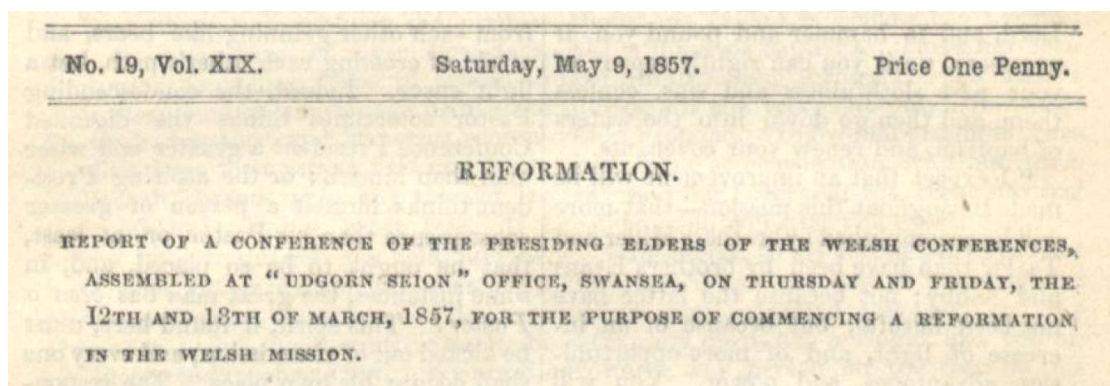 No. 19, Vol. XIX. Saturday, May 9, 1857. Price One Penny.
REFORMATION.
REPORT OF A CONFERENCE OF THE PRESIDING ELDERS OF THE WELSH CONFERENCES,
ASSEMBLED AT "UDGORN SEION" OFFICE, SWANSEA, ON THURSDAY AND FRIDAY, THE
12TH AND 13TH OF MARCH, 1857, FOR THE PURPOSE OF COMMENCING A REFORMATION
IN THE WELSH MISSION.